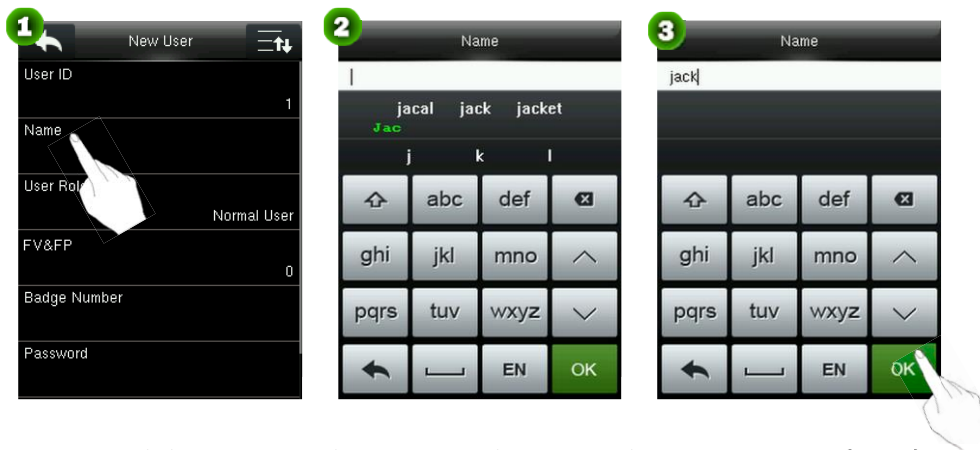 1
New User
User ID
1
Name
User Role
Normal User
FV&FP
0
Badge Number
Password
2
Name
jacal jack jacket
Jac
j k l
abc def
ghi jkl mno
pqrs tuv wxyz
EN OK
3
Name
jack
abc def
ghi jkl mno
pqrs tuv wxyz
EN OK